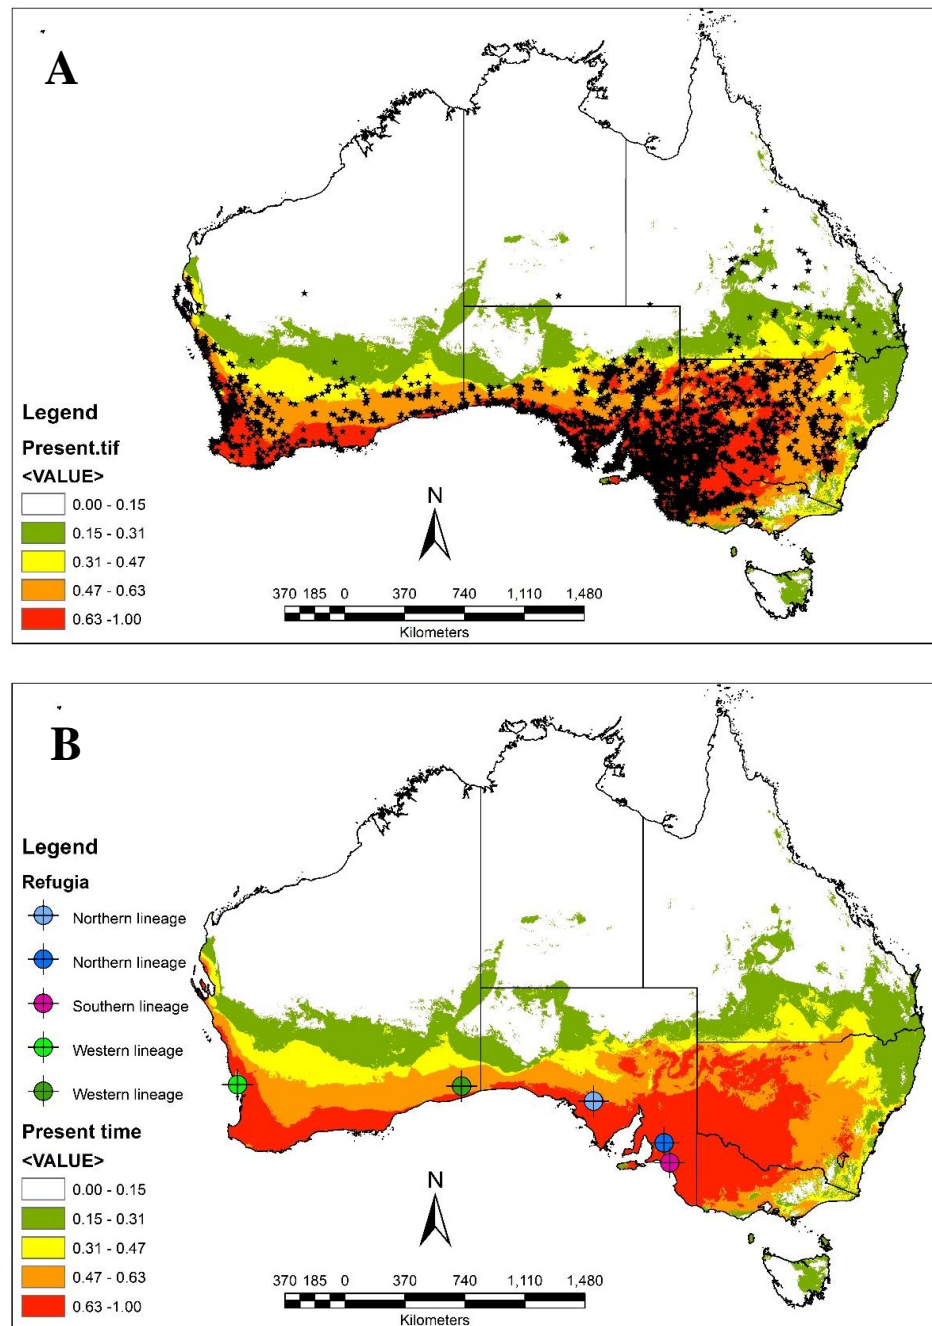 A
N
Legend
Present.tif
<VALUE>
0.00 - 0.15
0.15 - 0.31
0.31 - 0.47
0.47 - 0.63
0.63 -1.00
370 185 0 370 740 1,110 1,480
Kilometers
B
Legend
Refugia
Northern lineage
Northern lineage
Southern lineage
Western lineage
Western lineage
Present time
<VALUE>
0.00 - 0.15
0.15 - 0.31
0.31 - 0.47
0.47 - 0.63
0.63 - 1.00
N
370 185 0 370 740 1,110 1,480
Kilometers